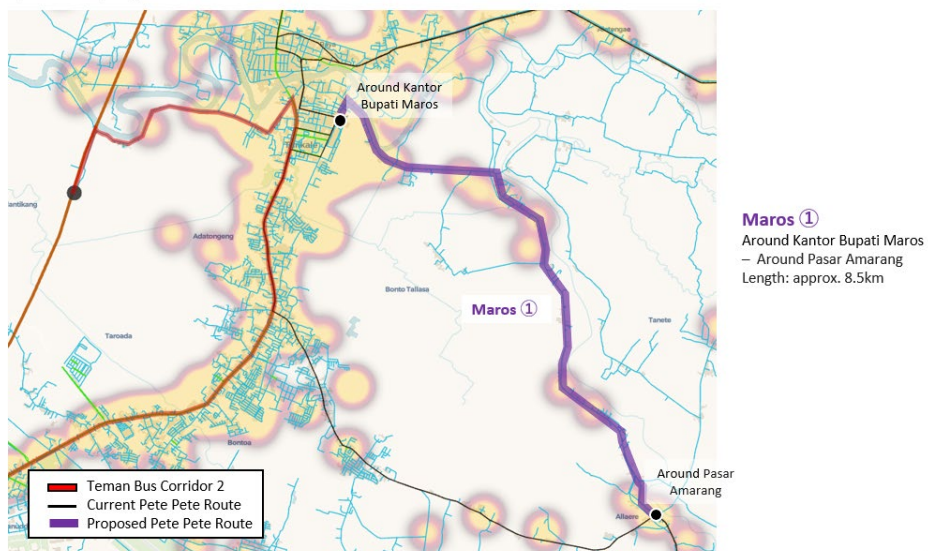 Around Kantor
Bupati Maros
Maros ①
Around Kantor Bupati Maros
– Around Pasar Amarang
Length: approx. 8.5km
Adatongeng
Bonto Tallasa
Maros ①
Tanete
Taroada
Bontoa
Around Pasar
Amarang
Allaere
Teman Bus Corridor 2
Current Pete Pete Route
Proposed Pete Pete Route